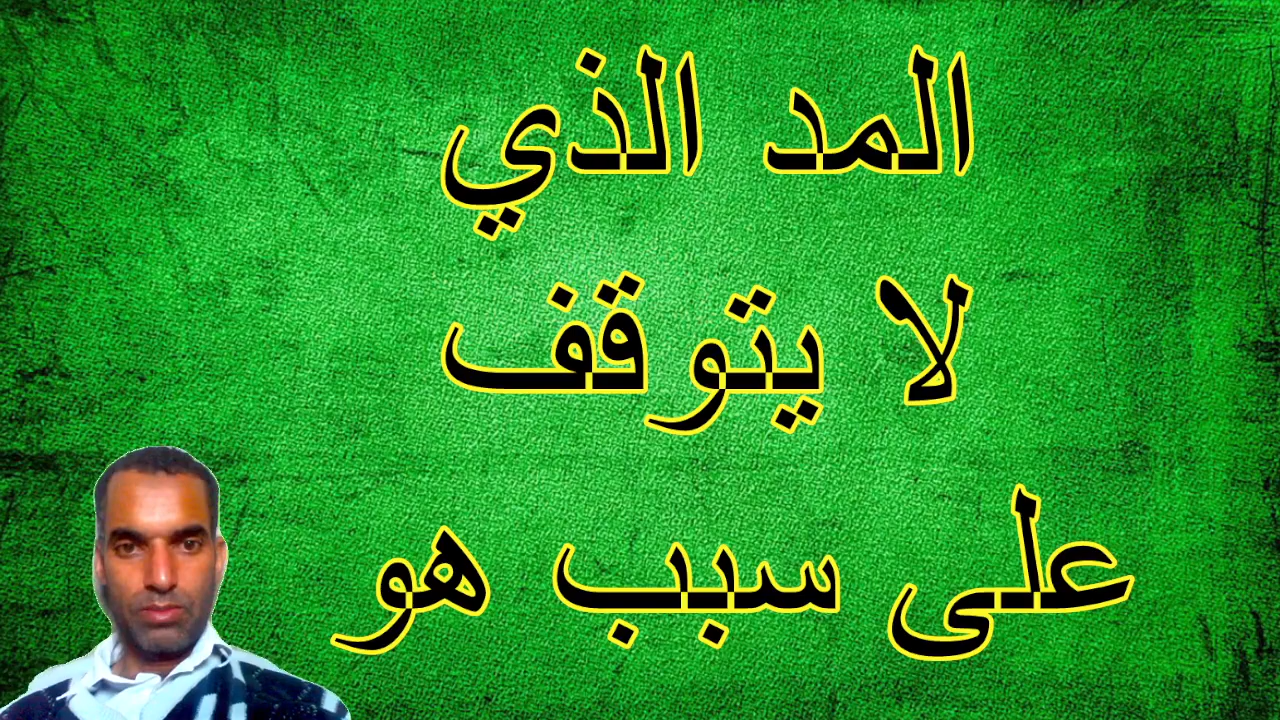 المد الذي
لا يتوقف
على سبب هو